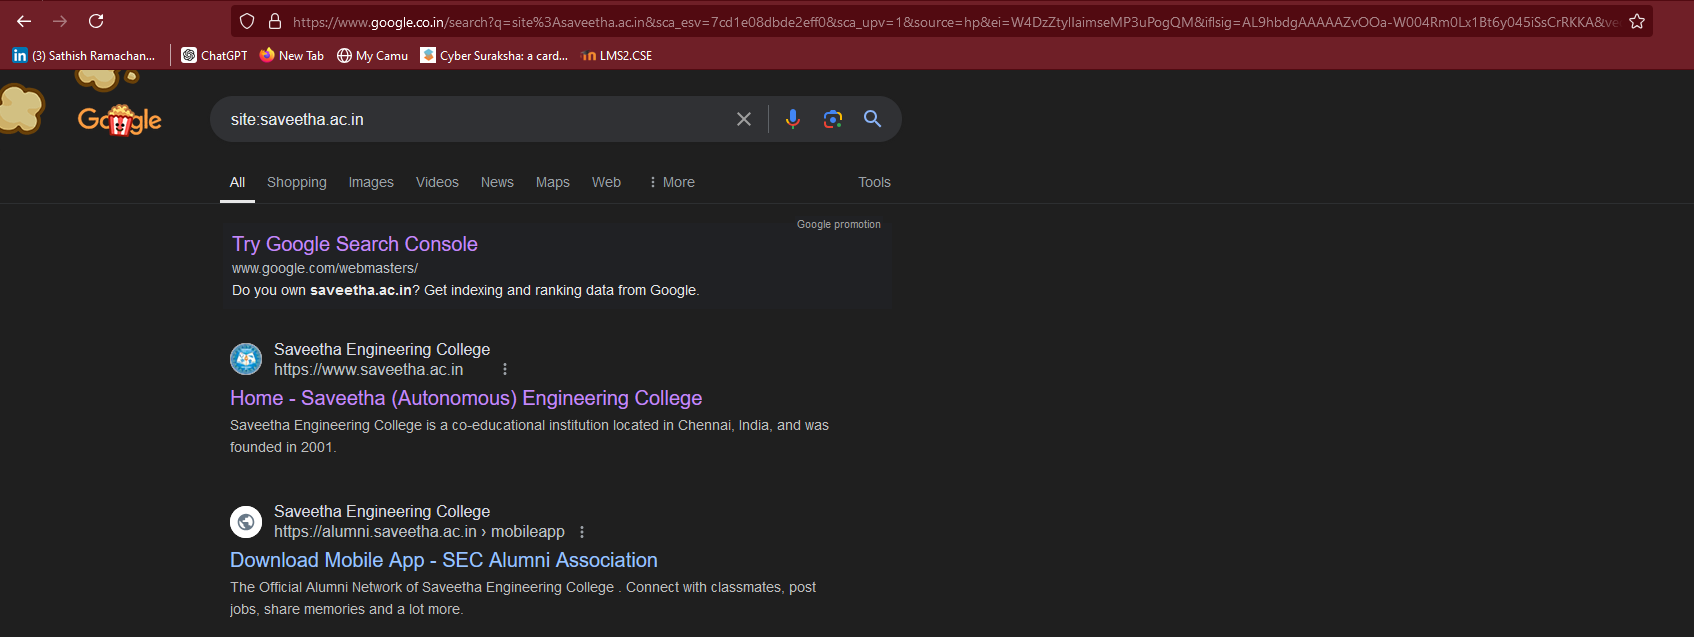 https://www.google.co.in/search?q=site%3Asaveetha.ac.in&sca_esv=7cd1e08dbde2eff0&sca_upv=1&source=hp&ei=W4DzZtyIIaimseMP3uPogQM&iflsig=AL9hbdgAAAAAZvOOa-W004Rm0Lx1Bt6y045iSsCrRKKA&ve
in (3) Sathish Ramachan... ChatGPT New Tab My Camu Cyber Suraksha: a card... LMS2.CSE
Google site:saveetha.ac.in
All Shopping Images Videos News Maps Web More Tools
Google promotion
Try Google Search Console
www.google.com/webmasters/
Do you own saveetha.ac.in? Get indexing and ranking data from Google.
Saveetha Engineering College
https://www.saveetha.ac.in
Home - Saveetha (Autonomous) Engineering College
Saveetha Engineering College is a co-educational institution located in Chennai, India, and was
founded in 2001.
Saveetha Engineering College
https://alumni.saveetha.ac.in › mobileapp
Download Mobile App - SEC Alumni Association
The Official Alumni Network of Saveetha Engineering College . Connect with classmates, post
jobs, share memories and a lot more.